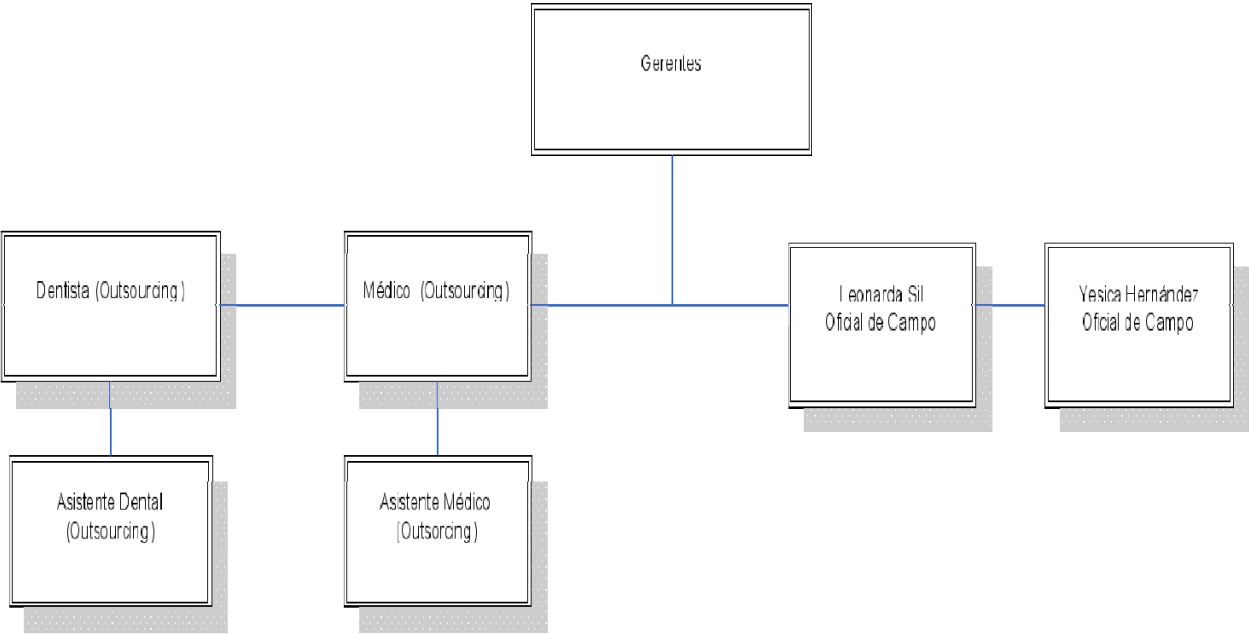 Gerentes
Dentista (Outsourcing)
Médico (Outsourcing)
Leonarda Sil
Oficial de Campo
Yesica Hernández
Oficial de Campo
Asistente Dental
(Outsourcing)
Asistente Médico
(Outsorcing)